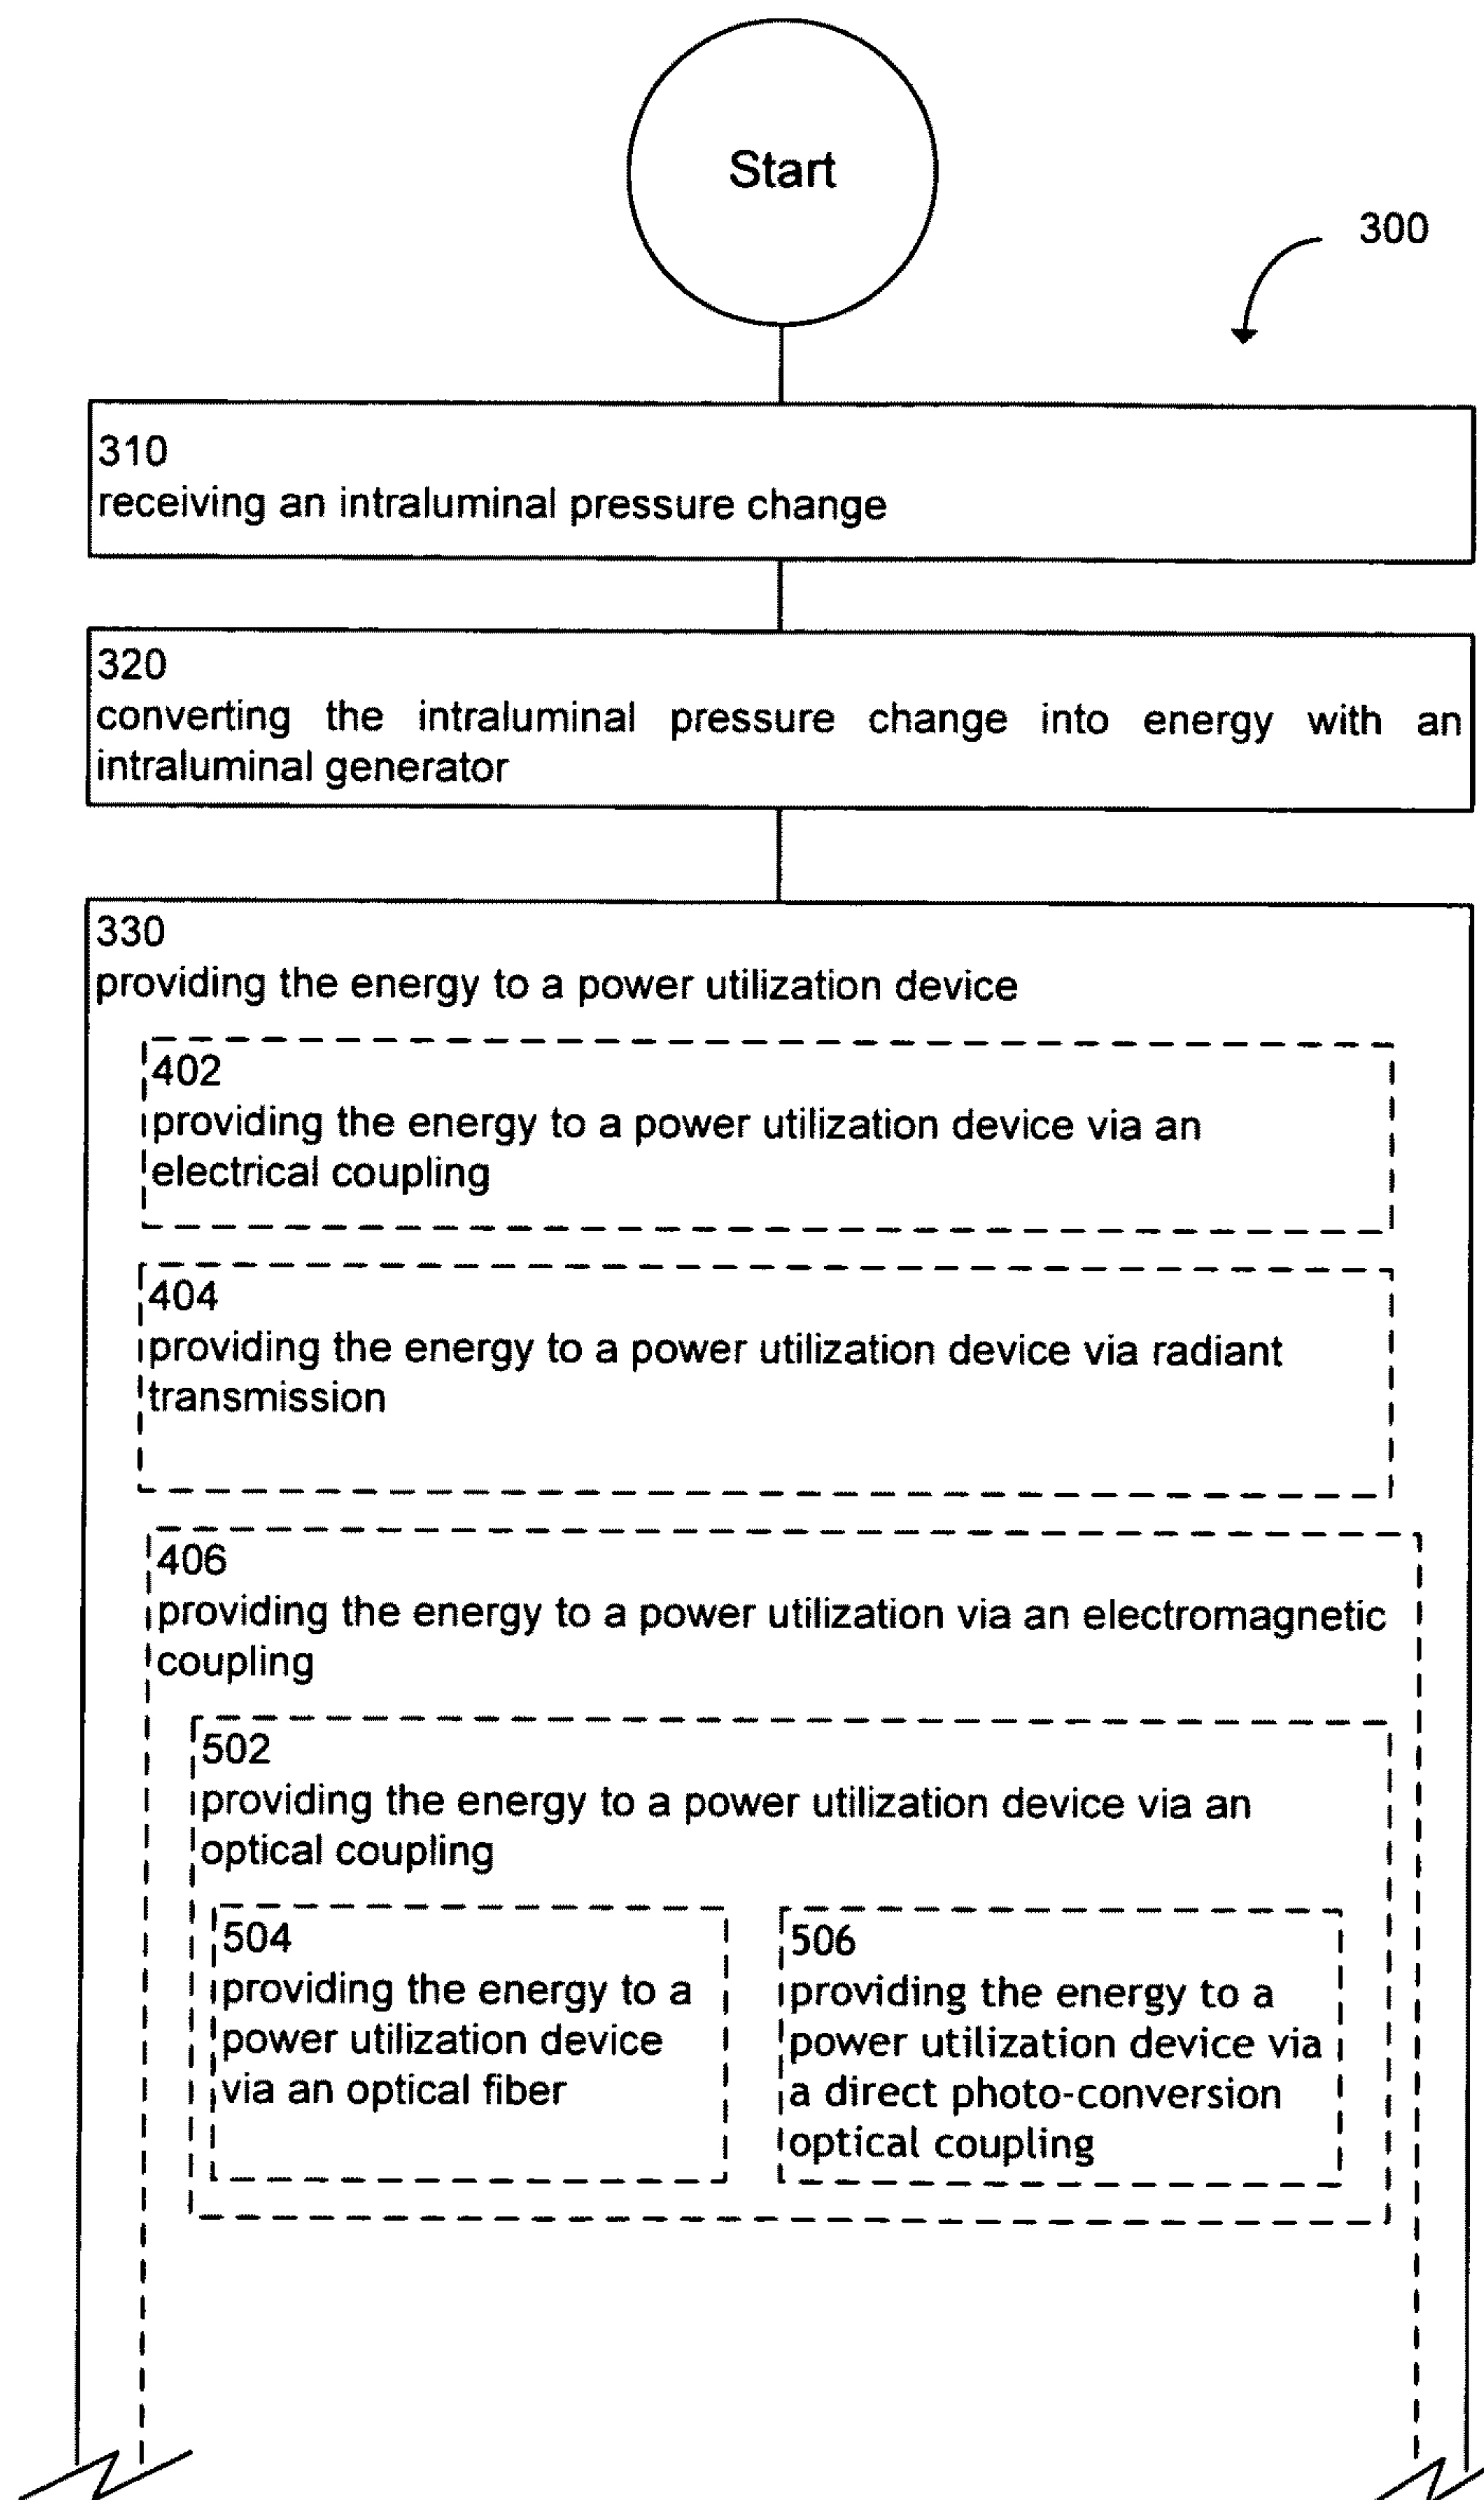 Start
300
310
receiving an intraluminal pressure change
320
converting the intraluminal pressure change into energy with an
intraluminal generator
330
providing the energy to a power utilization device
402
providing the energy to a power utilization device via an
electrical coupling
404
providing the energy to a power utilization device via radiant
transmission
406
providing the energy to a power utilization via an electromagnetic
coupling
502
providing the energy to a power utilization device via an
optical coupling
504
providing the energy to a
power utilization device
via an optical fiber
506
providing the energy to a
power utilization device via
a direct photo-conversion
optical coupling